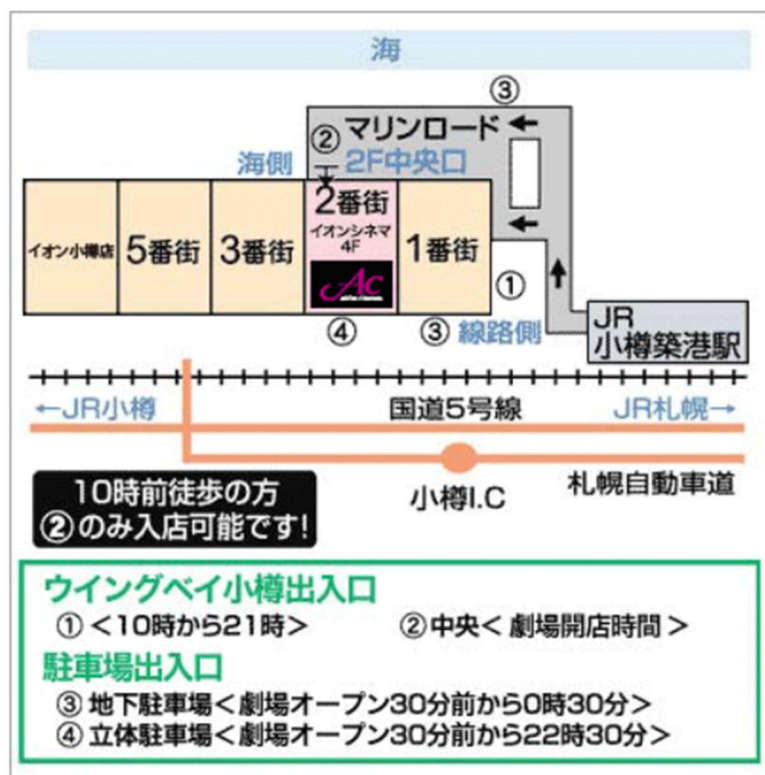 海
③
②マリンロード
海側
2F中央口
イオン小樽店
5番街
3番街
2番街
イオンシネマ
4F
AC
1番街
①
④
③
線路側
JR
小樽築港駅
←JR小樽
国道5号線
JR札幌→
小樽I.C
札幌自動車道
10時前徒歩の方
②のみ入店可能です!
ウイングベイ小樽出入口
①<10時から21時>
②中央<劇場開店時間>
駐車場出入口
③地下駐車場<劇場オープン30分前から0時30分>
④立体駐車場<劇場オープン30分前から22時30分>